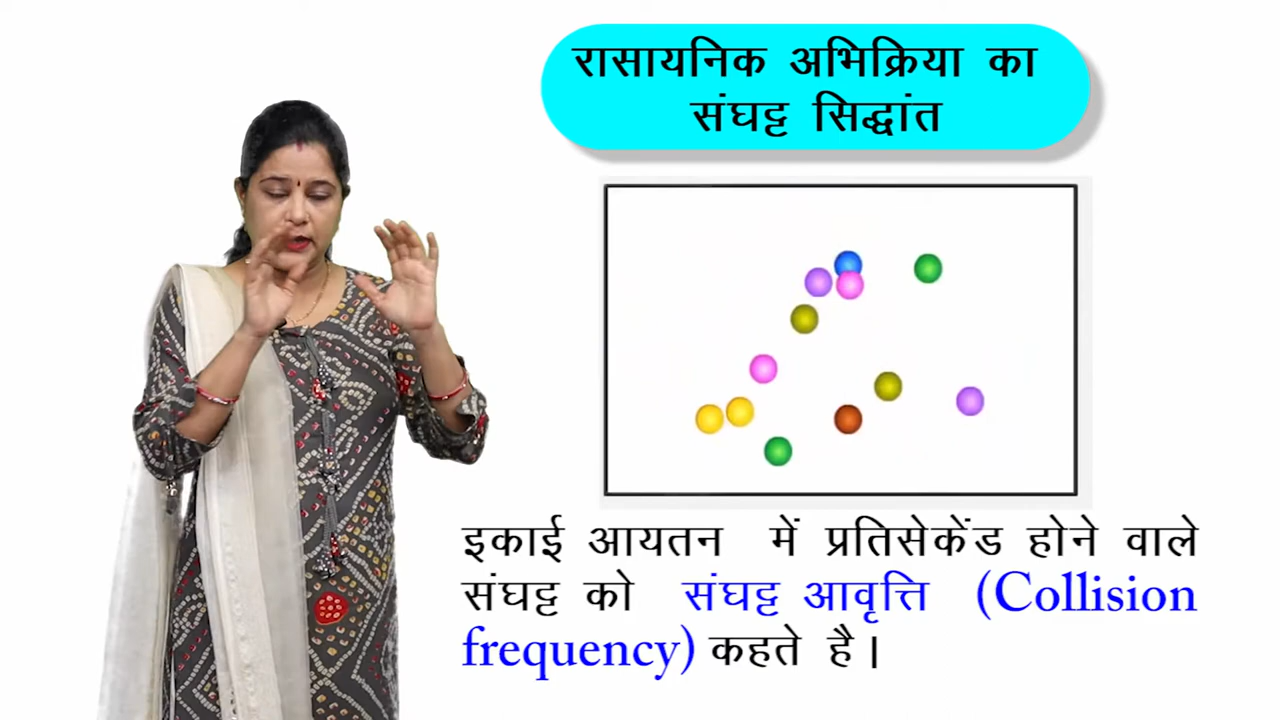 रासायनिक अभिक्रिया का
संघट्ट सिद्धांत
इकाई आयतन में प्रतिसेकेंड होने वाले
संघट्ट को संघट्ट आवृत्ति (Collision
frequency) कहते है।